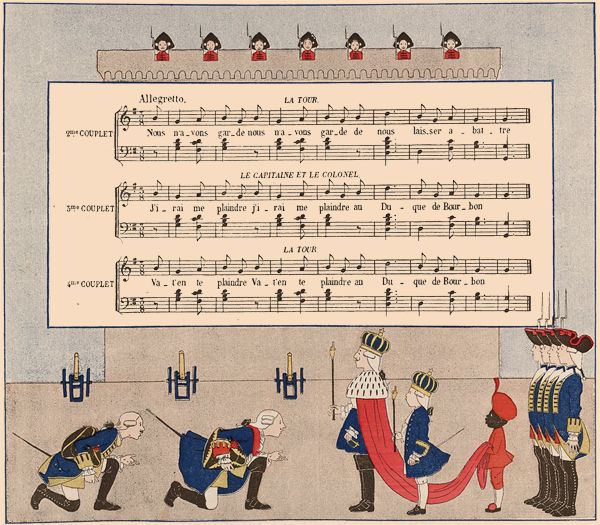 Allegretto. LA TOUR.
2me COUPLET
Nous n'a_vons gar_de nous n'a_vons gar_de de nous lais_ser a_bat_tre
LE CAPITAINE ET LE COLONEL
3me COUPLET
J'i_rai me plaindre j'i_rai me plaindre au Du_que de Bour_bon
LA TOUR
4me COUPLET
Va_t'en te plaindre Va_t'en te plaindre au Du_que de Bour_bon